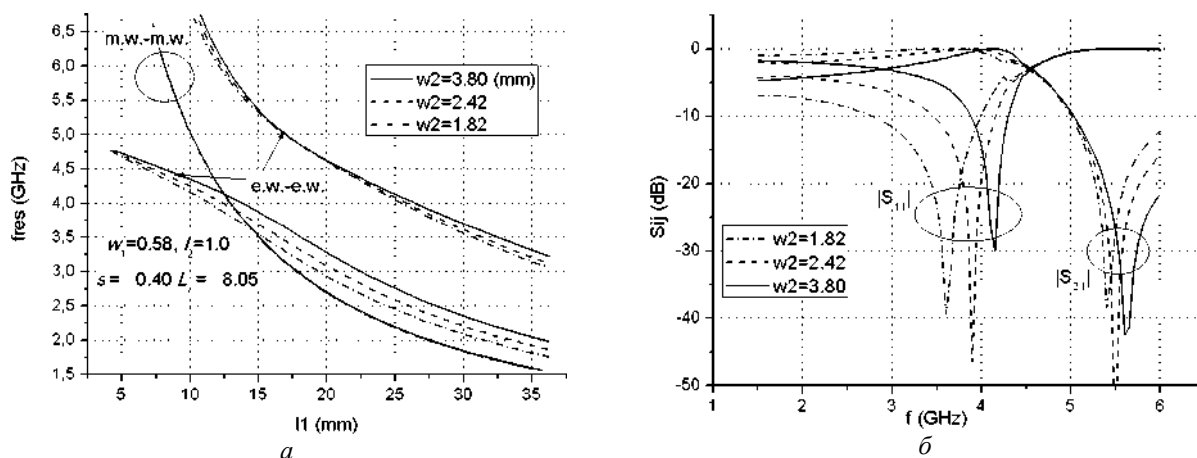 6,5
6,0
5,5
5,0
4,5
4,0
3,5
3,0
2,5
2,0
1,5
fres (GHz)
m.w.-m.w.
w2=3.80 (mm)
w2=2.42
w2=1.82
e.w.-e.w.
w1=0.58, l2=1.0
s= 0.40 L= 8.05
5 10 15 20 25 30 35
l1 (mm)
а
0
-10
-20
-30
-40
-50
Sij (dB)
|S11|
|S21|
w2=1.82
w2=2.42
w2=3.80
1 2 3 4 5 6
f (GHz)
б